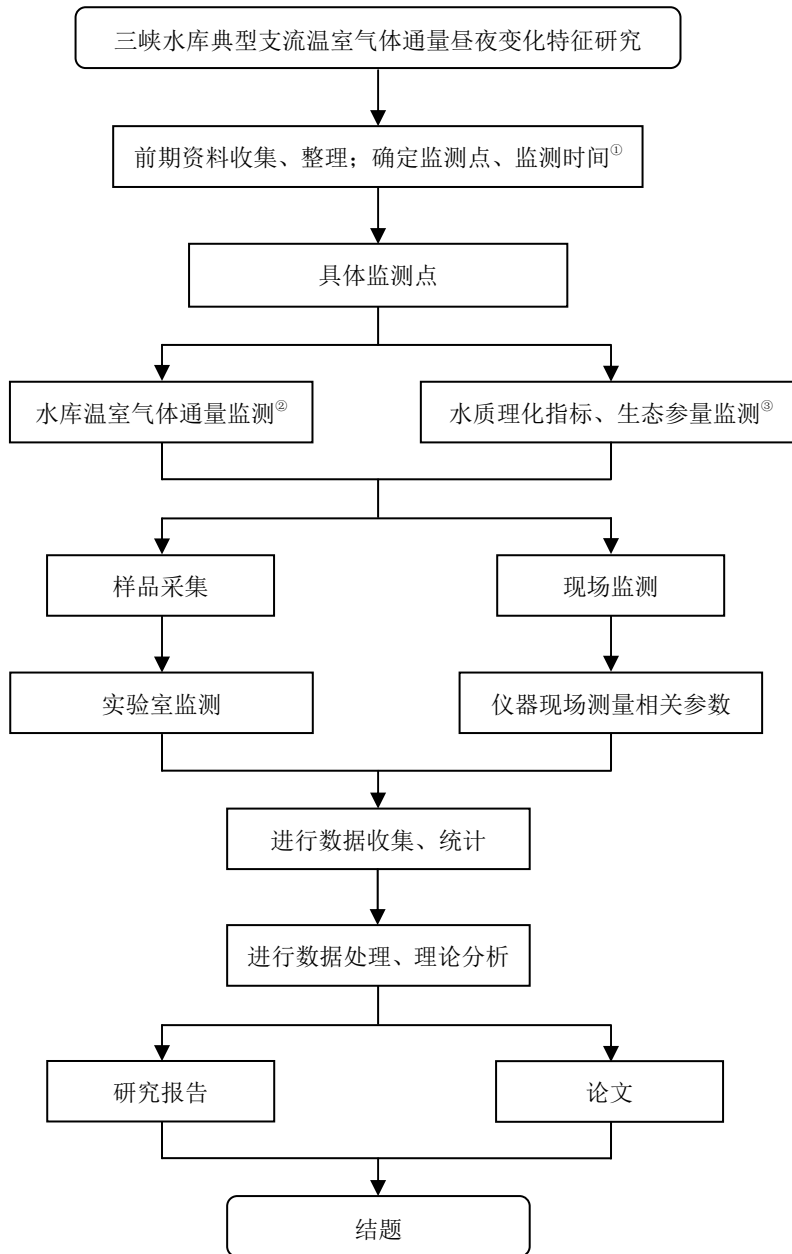 三峡水库典型支流温室气体通量昼夜变化特征研究
前期资料收集、整理；确定监测点、监测时间①
具体监测点
水库温室气体通量监测②
水质理化指标、生态参量监测③
样品采集
现场监测
实验室监测
仪器现场测量相关参数
进行数据收集、统计
进行数据处理、理论分析
研究报告
论文
结题